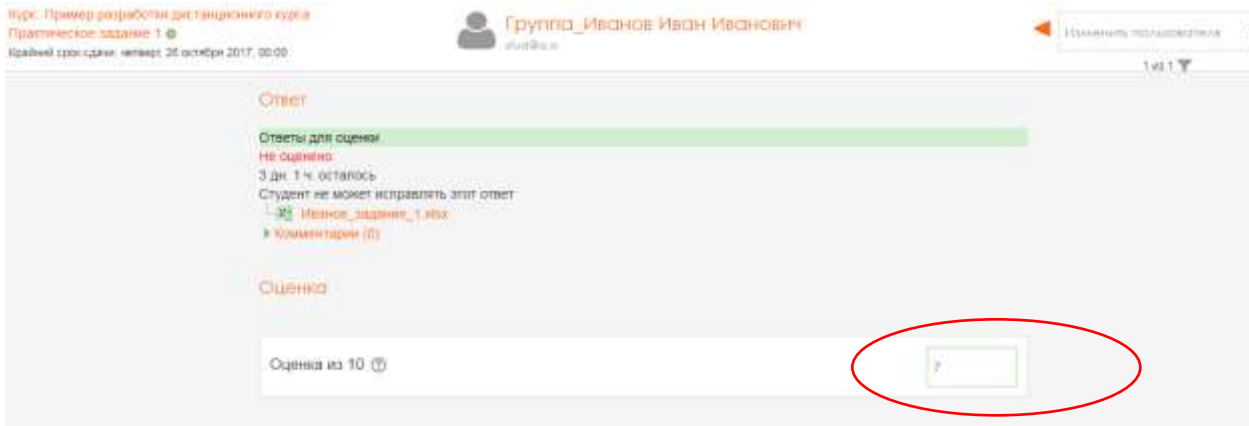 Курс: Пример разработки дистанционного курса
Практическое задание 1
Крайний срок сдачи: четверг, 26 октября 2017, 00:00
Группа_Иванов Иван Иванович
Изменить пользователя
1 из 1
Ответ
Ответы для оценки
Не оценено
3 дн. 1 ч. осталось
Студент не может исправлять этот ответ
Иванов_задание_1.xlsx
Комментарии (0)
Оценка
Оценка из 10
7